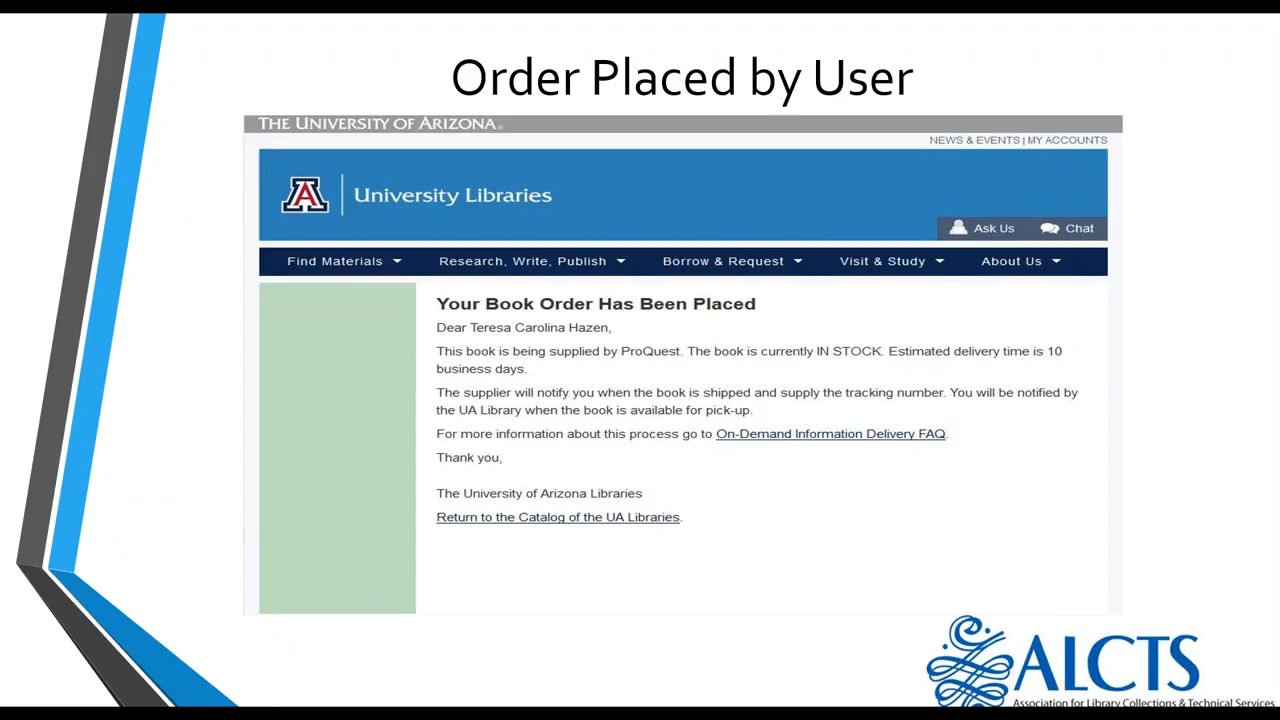 Order Placed by User
THE UNIVERSITY OF ARIZONA®
NEWS & EVENTS | MY ACCOUNTS
A | University Libraries
Ask Us Chat
Find Materials Research, Write, Publish Borrow & Request Visit & Study About Us
Your Book Order Has Been Placed
Dear Teresa Carolina Hazen,
This book is being supplied by ProQuest. The book is currently IN STOCK. Estimated delivery time is 10
business days.
The supplier will notify you when the book is shipped and supply the tracking number. You will be notified by
the UA Library when the book is available for pick-up.
For more information about this process go to On-Demand Information Delivery FAQ.
Thank you,
The University of Arizona Libraries
Return to the Catalog of the UA Libraries.
ALCTS
Association for Library Collections & Technical Services